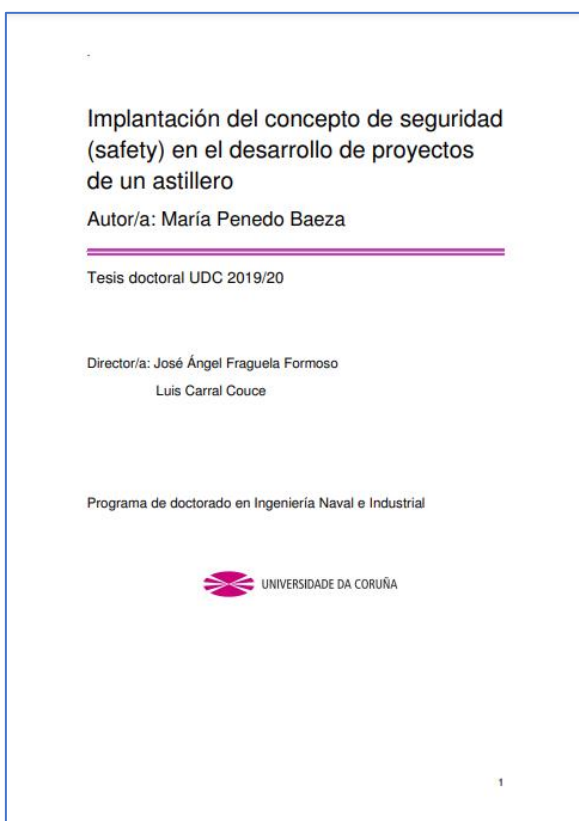 Implantación del concepto de seguridad
(safety) en el desarrollo de proyectos
de un astillero
Autor/a: María Penedo Baeza
Tesis doctoral UDC 2019/20
Director/a: José Ángel Fraguela Formoso
Luis Carral Couce
Programa de doctorado en Ingeniería Naval e Industrial
UNIVERSIDADE DA CORUÑA
1